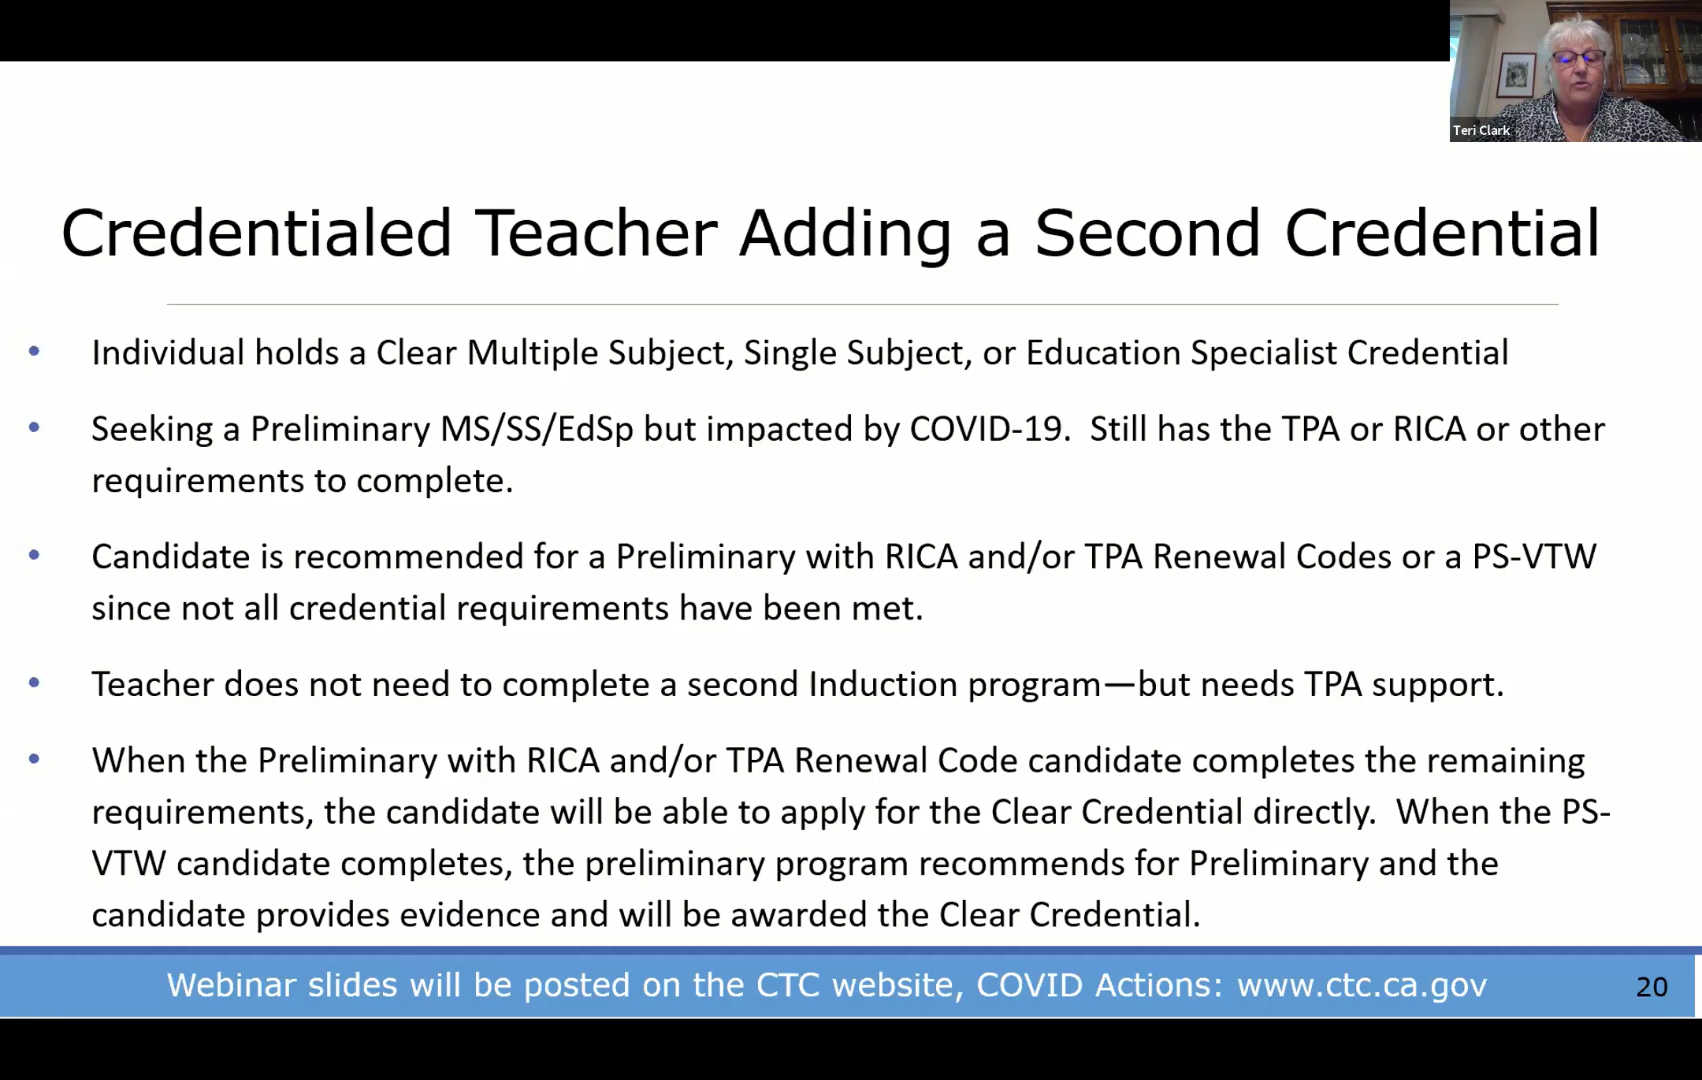 Teri Clark
Credentialed Teacher Adding a Second Credential
• Individual holds a Clear Multiple Subject, Single Subject, or Education Specialist Credential
• Seeking a Preliminary MS/SS/EdSp but impacted by COVID-19.  Still has the TPA or RICA or other
requirements to complete.
• Candidate is recommended for a Preliminary with RICA and/or TPA Renewal Codes or a PS-VTW
since not all credential requirements have been met.
• Teacher does not need to complete a second Induction program—but needs TPA support.
• When the Preliminary with RICA and/or TPA Renewal Code candidate completes the remaining
requirements, the candidate will be able to apply for the Clear Credential directly.  When the PS-
VTW candidate completes, the preliminary program recommends for Preliminary and the
candidate provides evidence and will be awarded the Clear Credential.
Webinar slides will be posted on the CTC website, COVID Actions: www.ctc.ca.gov
20